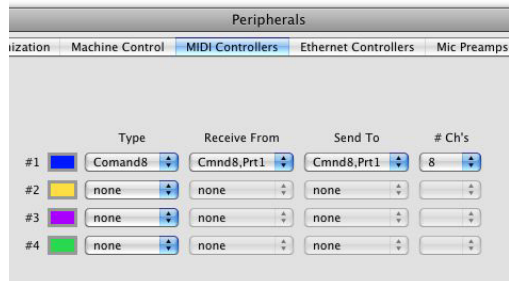 Peripherals
ization Machine Control MIDI Controllers Ethernet Controllers Mic Preamps
Type Receive From Send To # Ch's
#1 Comand8 Cmnd8,Prt1 Cmnd8,Prt1 8
#2 none none none
#3 none none none
#4 none none none